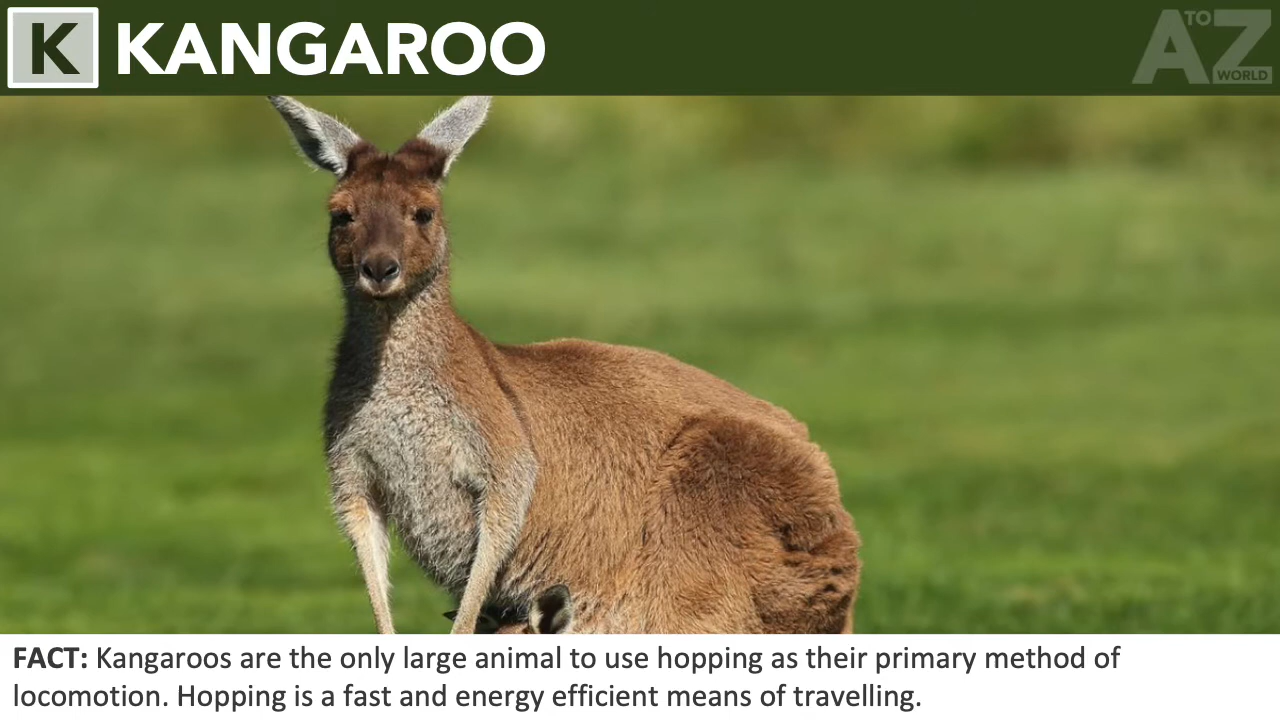 K KANGAROO
A TO Z
WORLD
FACT: Kangaroos are the only large animal to use hopping as their primary method of
locomotion. Hopping is a fast and energy efficient means of travelling.